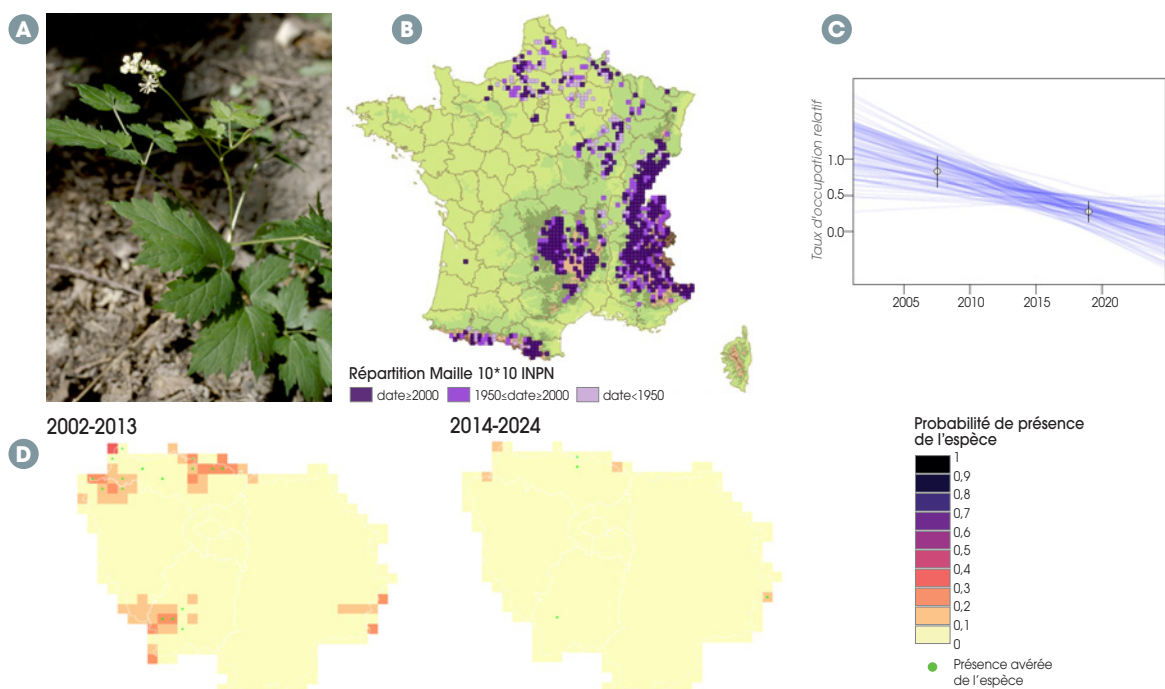 A
B
C
Taux d'occupation relatif
1.0
0.5
0.0
2005
2010
2015
2020
Répartition Maille 10*10 INPN
date≥2000
1950≤date≥2000
date<1950
D
2002-2013
2014-2024
Probabilité de présence
de l'espèce
1
0,9
0,8
0,7
0,6
0,5
0,4
0,3
0,2
0,1
0
Présence avérée
de l'espèce